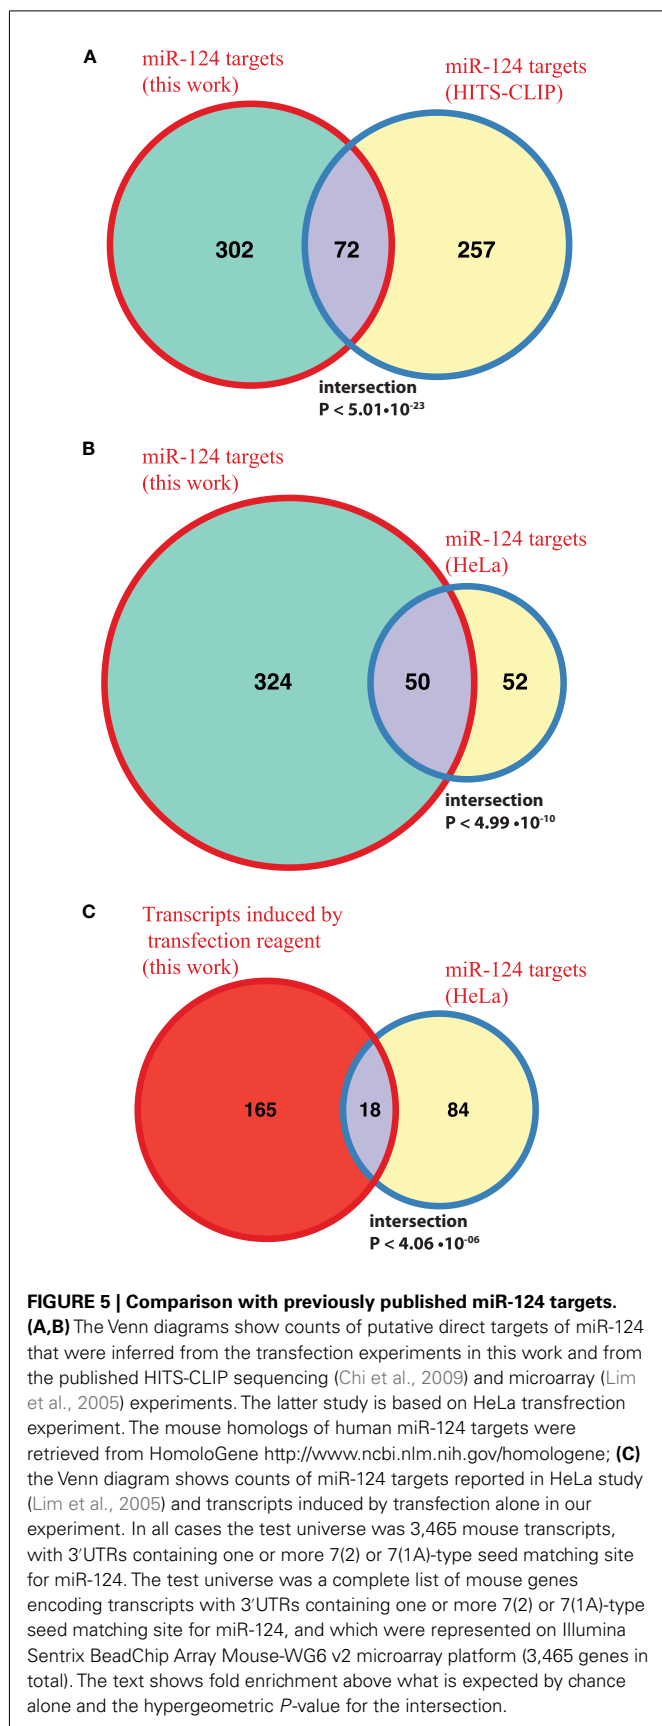 A
miR-124 targets
(this work)
miR-124 targets
(HITS-CLIP)
302
72
257
intersection
P < 5.01•10⁻²³
B
miR-124 targets
(this work)
miR-124 targets
(HeLa)
324
50
52
intersection
P < 4.99 •10⁻¹⁰
C
Transcripts induced by
transfection reagent
(this work)
miR-124 targets
(HeLa)
165
18
84
intersection
P < 4.06 •10⁻⁰⁶
FIGURE 5 | Comparison with previously published miR-124 targets.
(A,B) The Venn diagrams show counts of putative direct targets of miR-124
that were inferred from the transfection experiments in this work and from
the published HITS-CLIP sequencing (Chi et al., 2009) and microarray (Lim
et al., 2005) experiments. The latter study is based on HeLa transfrection
experiment. The mouse homologs of human miR-124 targets were
retrieved from HomoloGene http://www.ncbi.nlm.nih.gov/homologene; (C)
the Venn diagram shows counts of miR-124 targets reported in HeLa study
(Lim et al., 2005) and transcripts induced by transfection alone in our
experiment. In all cases the test universe was 3,465 mouse transcripts,
with 3′UTRs containing one or more 7(2) or 7(1A)-type seed matching site
for miR-124. The test universe was a complete list of mouse genes
encoding transcripts with 3′UTRs containing one or more 7(2) or 7(1A)-type
seed matching site for miR-124, and which were represented on Illumina
Sentrix BeadChip Array Mouse-WG6 v2 microarray platform (3,465 genes in
total). The text shows fold enrichment above what is expected by chance
alone and the hypergeometric P-value for the intersection.